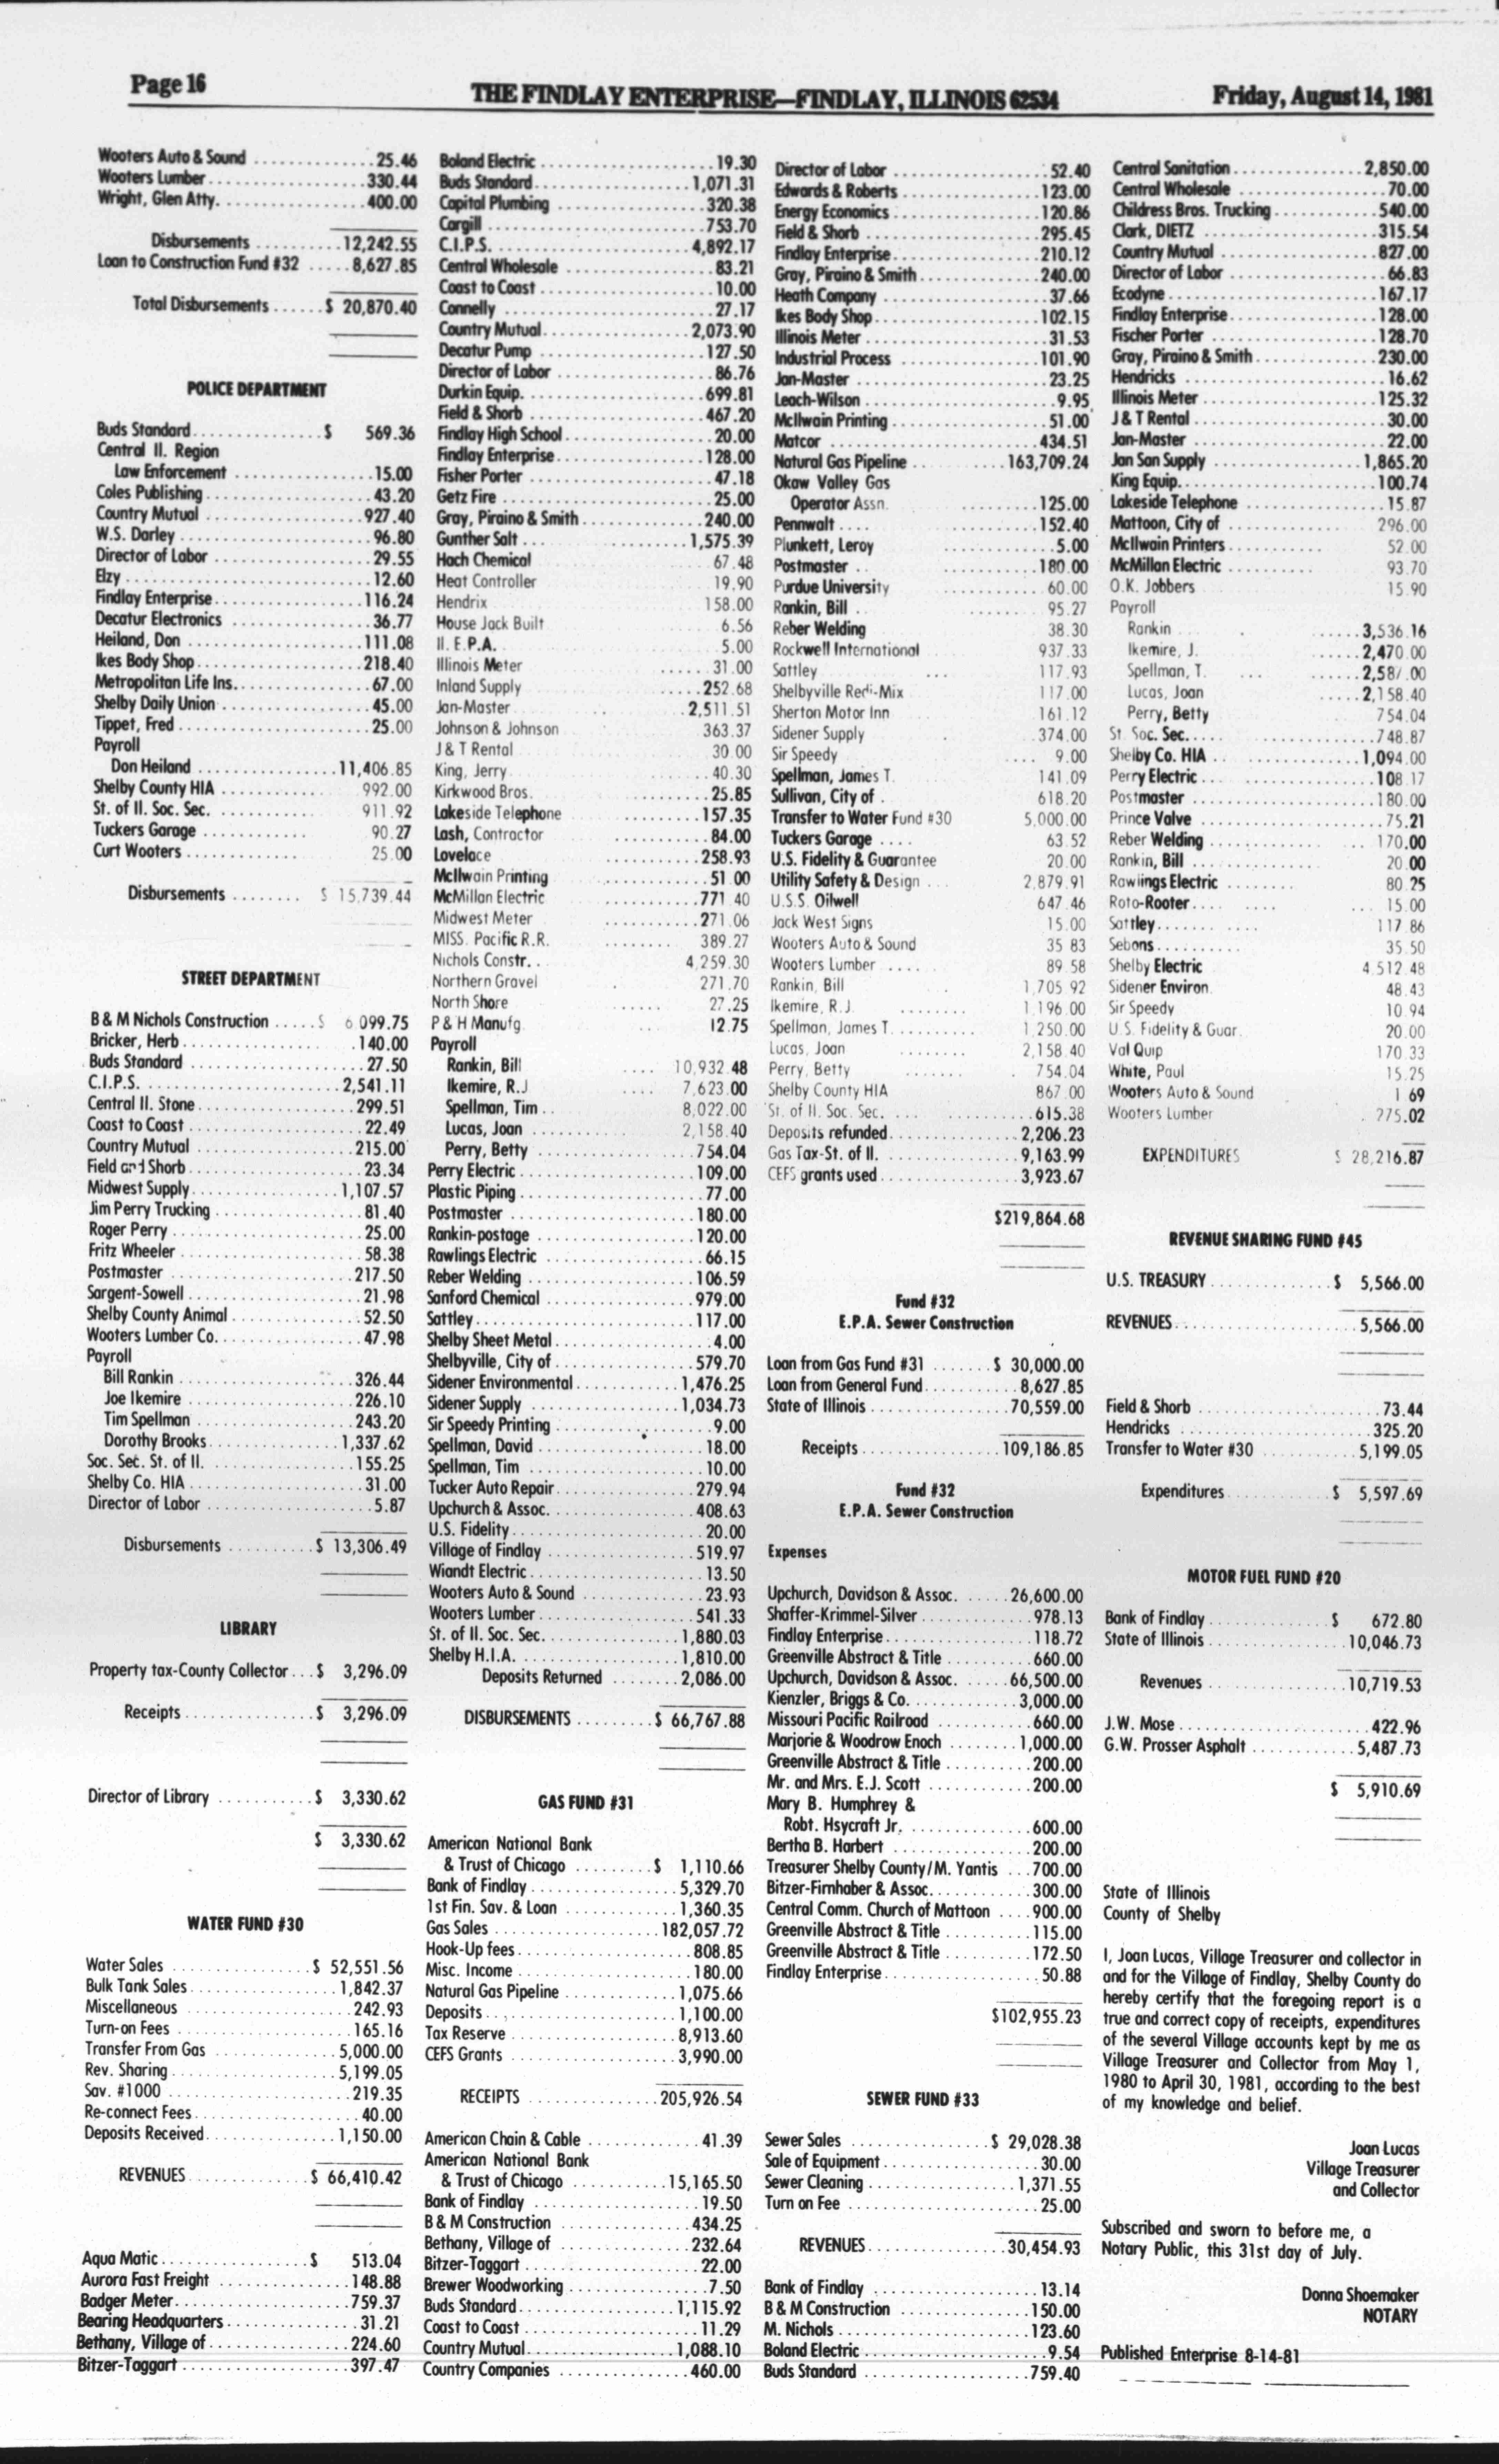 Page 16
THE FINDLAY ENTERPRISE—FINDLAY, ILLINOIS 62534
Friday, August 14, 1981
Wooters Auto & Sound 25.46
Wooters Lumber 330.44
Wright, Glen Atty. 400.00
Disbursements 12,242.55
Loan to Construction Fund #32 8,627.85
Total Disbursements $ 20,870.40
POLICE DEPARTMENT
Buds Standard $ 569.36
Central Il. Region
Law Enforcement 15.00
Coles Publishing 43.20
Country Mutual 927.40
W.S. Darley 96.80
Director of Labor 29.55
Elzy 12.60
Findlay Enterprise 116.24
Decatur Electronics 36.77
Heiland, Don 111.08
Ikes Body Shop 218.40
Metropolitan Life Ins. 67.00
Shelby Daily Union 45.00
Tippet, Fred 25.00
Payroll
Don Heiland 11,406.85
Shelby County HIA 992.00
St. of Il. Soc. Sec. 911.92
Tuckers Garage 90.27
Curt Wooters 25.00
Disbursements $ 15,739.44
STREET DEPARTMENT
B & M Nichols Construction $ 6 099.75
Bricker, Herb 140.00
Buds Standard 27.50
C.I.P.S. 2,541.11
Central Il. Stone 299.51
Coast to Coast 22.49
Country Mutual 215.00
Field and Shorb 23.34
Midwest Supply 1,107.57
Jim Perry Trucking 81.40
Roger Perry 25.00
Fritz Wheeler 58.38
Postmaster 217.50
Sargent-Sowell 21.98
Shelby County Animal 52.50
Wooters Lumber Co. 47.98
Payroll
Bill Rankin 326.44
Joe Ikemire 226.10
Tim Spellman 243.20
Dorothy Brooks 1,337.62
Soc. Sec. St. of Il. 155.25
Shelby Co. HIA 31.00
Director of Labor 5.87
Disbursements $ 13,306.49
LIBRARY
Property tax-County Collector $ 3,296.09
Receipts $ 3,296.09
Director of Library $ 3,330.62
$ 3,330.62
WATER FUND #30
Water Sales $ 52,551.56
Bulk Tank Sales 1,842.37
Miscellaneous 242.93
Turn-on Fees 165.16
Transfer From Gas 5,000.00
Rev. Sharing 5,199.05
Sav. #1000 219.35
Re-connect Fees 40.00
Deposits Received 1,150.00
REVENUES $ 66,410.42
Aqua Matic $ 513.04
Aurora Fast Freight 148.88
Badger Meter 759.37
Bearing Headquarters 31.21
Bethany, Village of 224.60
Bitzer-Taggart 397.47
Boland Electric 19.30
Buds Standard 1,071.31
Capital Plumbing 320.38
Cargill 753.70
C.I.P.S. 4,892.17
Central Wholesale 83.21
Coast to Coast 10.00
Connelly 27.17
Country Mutual 2,073.90
Decatur Pump 127.50
Director of Labor 86.76
Durkin Equip. 699.81
Field & Shorb 467.20
Findlay High School 20.00
Findlay Enterprise 128.00
Fisher Porter 47.18
Getz Fire 25.00
Gray, Piraino & Smith 240.00
Gunther Salt 1,575.39
Hach Chemical 67.48
Heat Controller 19.90
Hendrix 158.00
House Jack Built 6.56
Il. E.P.A. 5.00
Illinois Meter 31.00
Inland Supply 252.68
Jan-Master 2,511.51
Johnson & Johnson 363.37
J & T Rental 30.00
King, Jerry 40.30
Kirkwood Bros. 25.85
Lakeside Telephone 157.35
Lash, Contractor 84.00
Lovelace 258.93
McIlwain Printing 51.00
McMillan Electric 771.40
Midwest Meter 271.06
MISS. Pacific R.R. 389.27
Nichols Constr. 4,259.30
Northern Gravel 271.70
North Shore 27.25
P & H Manufg. 12.75
Payroll
Rankin, Bill 10,932.48
Ikemire, R.J 7,623.00
Spellman, Tim 8,022.00
Lucas, Joan 2,158.40
Perry, Betty 754.04
Perry Electric 109.00
Plastic Piping 77.00
Postmaster 180.00
Rankin-postage 120.00
Rawlings Electric 66.15
Reber Welding 106.59
Sanford Chemical 979.00
Sattley 117.00
Shelby Sheet Metal 4.00
Shelbyville, City of 579.70
Sidener Environmental 1,476.25
Sidener Supply 1,034.73
Sir Speedy Printing 9.00
Spellman, David 18.00
Spellman, Tim 10.00
Tucker Auto Repair 279.94
Upchurch & Assoc. 408.63
U.S. Fidelity 20.00
Village of Findlay 519.97
Wiandt Electric 13.50
Wooters Auto & Sound 23.93
Wooters Lumber 541.33
St. of Il. Soc. Sec. 1,880.03
Shelby H.I.A. 1,810.00
Deposits Returned 2,086.00
DISBURSEMENTS $ 66,767.88
GAS FUND #31
American National Bank
& Trust of Chicago $ 1,110.66
Bank of Findlay 5,329.70
1st Fin. Sav. & Loan 1,360.35
Gas Sales 182,057.72
Hook-Up fees 808.85
Misc. Income 180.00
Natural Gas Pipeline 1,075.66
Deposits 1,100.00
Tax Reserve 8,913.60
CEFS Grants 3,990.00
RECEIPTS 205,926.54
American Chain & Cable 41.39
American National Bank
& Trust of Chicago 15,165.50
Bank of Findlay 19.50
B & M Construction 434.25
Bethany, Village of 232.64
Bitzer-Taggart 22.00
Brewer Woodworking 7.50
Buds Standard 1,115.92
Coast to Coast 11.29
Country Mutual 1,088.10
Country Companies 460.00
Director of Labor 52.40
Edwards & Roberts 123.00
Energy Economics 120.86
Field & Shorb 295.45
Findlay Enterprise 210.12
Gray, Piraino & Smith 240.00
Heath Company 37.66
Ikes Body Shop 102.15
Illinois Meter 31.53
Industrial Process 101.90
Jan-Master 23.25
Leach-Wilson 9.95
McIlwain Printing 51.00
Matcor 434.51
Natural Gas Pipeline 163,709.24
Okaw Valley Gas
Operator Assn. 125.00
Pennwalt 152.40
Plunkett, Leroy 5.00
Postmaster 180.00
Purdue University 60.00
Rankin, Bill 95.27
Reber Welding 38.30
Rockwell International 937.33
Sattley 117.93
Shelbyville Redi-Mix 117.00
Sherton Motor Inn 161.12
Sidener Supply 374.00
Sir Speedy 9.00
Spellman, James T. 141.09
Sullivan, City of 618.20
Transfer to Water Fund #30 5,000.00
Tuckers Garage 63.52
U.S. Fidelity & Guarantee 20.00
Utility Safety & Design 2,879.91
U.S.S. Oilwell 647.46
Jack West Signs 15.00
Wooters Auto & Sound 35.83
Wooters Lumber 89.58
Rankin, Bill 1,705.92
Ikemire, R.J. 1,196.00
Spellman, James T. 1,250.00
Lucas, Joan 2,158.40
Perry, Betty 754.04
Shelby County HIA 867.00
St. of Il. Soc. Sec. 615.38
Deposits refunded 2,206.23
Gas Tax-St. of Il. 9,163.99
CEFS grants used 3,923.67
$219,864.68
Fund #32
E.P.A. Sewer Construction
Loan from Gas Fund #31 $ 30,000.00
Loan from General Fund 8,627.85
State of Illinois 70,559.00
Receipts 109,186.85
Fund #32
E.P.A. Sewer Construction
Expenses
Upchurch, Davidson & Assoc. 26,600.00
Shaffer-Krimmel-Silver 978.13
Findlay Enterprise 118.72
Greenville Abstract & Title 660.00
Upchurch, Davidson & Assoc. 66,500.00
Kienzler, Briggs & Co. 3,000.00
Missouri Pacific Railroad 660.00
Marjorie & Woodrow Enoch 1,000.00
Greenville Abstract & Title 200.00
Mr. and Mrs. E.J. Scott 200.00
Mary B. Humphrey &
Robt. Hsycraft Jr. 600.00
Bertha B. Harbert 200.00
Treasurer Shelby County/M. Yantis 700.00
Bitzer-Firnhaber & Assoc. 300.00
Central Comm. Church of Mattoon 900.00
Greenville Abstract & Title 115.00
Greenville Abstract & Title 172.50
Findlay Enterprise 50.88
$102,955.23
SEWER FUND #33
Sewer Sales $ 29,028.38
Sale of Equipment 30.00
Sewer Cleaning 1,371.55
Turn on Fee 25.00
REVENUES 30,454.93
Bank of Findlay 13.14
B & M Construction 150.00
M. Nichols 123.60
Boland Electric 9.54
Buds Standard 759.40
Central Sanitation 2,850.00
Central Wholesale 70.00
Childress Bros. Trucking 540.00
Clark, DIETZ 315.54
Country Mutual 827.00
Director of Labor 66.83
Ecodyne 167.17
Findlay Enterprise 128.00
Fischer Porter 128.70
Gray, Piraino & Smith 230.00
Hendricks 16.62
Illinois Meter 125.32
J & T Rental 30.00
Jan-Master 22.00
Jan San Supply 1,865.20
King Equip. 100.74
Lakeside Telephone 15.87
Mattoon, City of 296.00
McIlwain Printers 52.00
McMillan Electric 93.70
O.K. Jobbers 15.90
Payroll
Rankin 3,536.16
Ikemire, J. 2,470.00
Spellman, T. 2,587.00
Lucas, Joan 2,158.40
Perry, Betty 754.04
St. Soc. Sec. 748.87
Shelby Co. HIA 1,094.00
Perry Electric 108.17
Postmaster 180.00
Prince Valve 75.21
Reber Welding 170.00
Rankin, Bill 20.00
Rawlings Electric 80.25
Roto-Rooter 15.00
Sattley 117.86
Sebons 35.50
Shelby Electric 4,512.48
Sidener Environ. 48.43
Sir Speedy 10.94
U.S. Fidelity & Guar. 20.00
Val Quip 170.33
White, Paul 15.25
Wooters Auto & Sound 1.69
Wooters Lumber 275.02
EXPENDITURES $ 28,216.87
REVENUE SHARING FUND #45
U.S. TREASURY $ 5,566.00
REVENUES 5,566.00
Field & Shorb 73.44
Hendricks 325.20
Transfer to Water #30 5,199.05
Expenditures $ 5,597.69
MOTOR FUEL FUND #20
Bank of Findlay $ 672.80
State of Illinois 10,046.73
Revenues 10,719.53
J.W. Mose 422.96
G.W. Prosser Asphalt 5,487.73
$ 5,910.69
State of Illinois
County of Shelby
I, Joan Lucas, Village Treasurer and collector in
and for the Village of Findlay, Shelby County do
hereby certify that the foregoing report is a
true and correct copy of receipts, expenditures
of the several Village accounts kept by me as
Village Treasurer and Collector from May 1,
1980 to April 30, 1981, according to the best
of my knowledge and belief.
Joan Lucas
Village Treasurer
and Collector
Subscribed and sworn to before me, a
Notary Public, this 31st day of July.
Donna Shoemaker
NOTARY
Published Enterprise 8-14-81